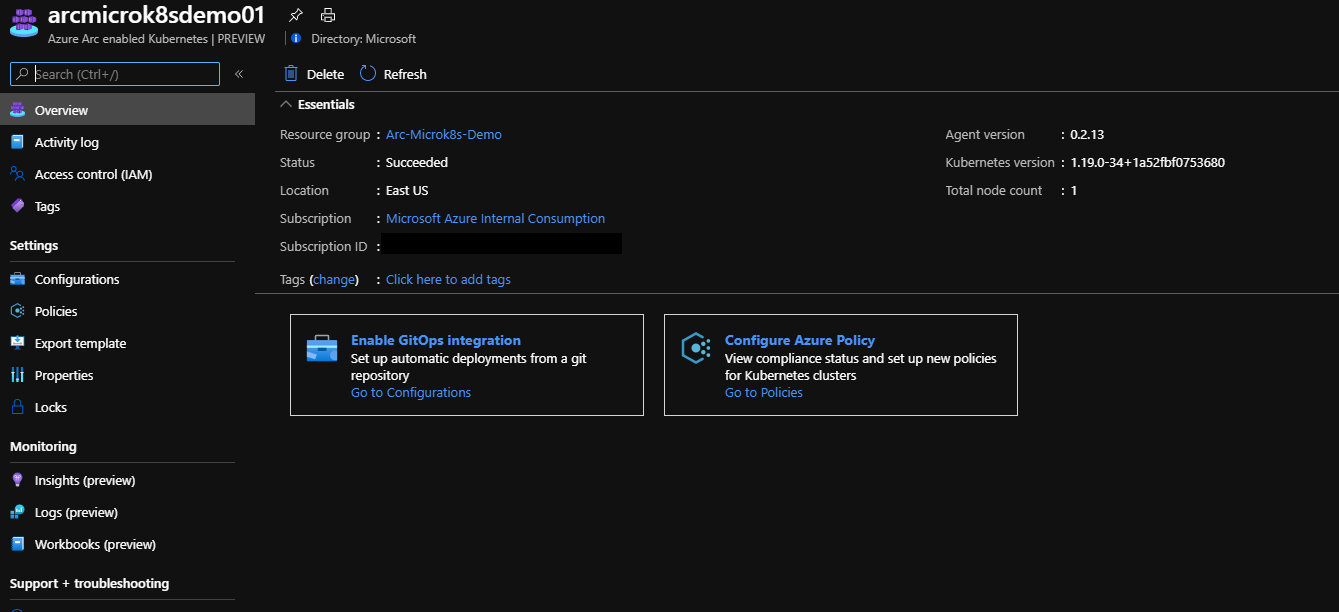 arcmicrok8sdemo01
Azure Arc enabled Kubernetes | PREVIEW
Directory: Microsoft
Search (Ctrl+/)
«
Delete
Refresh
Overview
Activity log
Access control (IAM)
Tags
Settings
Configurations
Policies
Export template
Properties
Locks
Monitoring
Insights (preview)
Logs (preview)
Workbooks (preview)
Support + troubleshooting
Essentials
Resource group : Arc-Microk8s-Demo
Status : Succeeded
Location : East US
Subscription : Microsoft Azure Internal Consumption
Subscription ID :
Tags (change) : Click here to add tags
Agent version : 0.2.13
Kubernetes version : 1.19.0-34+1a52fbf0753680
Total node count : 1
Enable GitOps integration
Set up automatic deployments from a git
repository
Go to Configurations
Configure Azure Policy
View compliance status and set up new policies
for Kubernetes clusters
Go to Policies